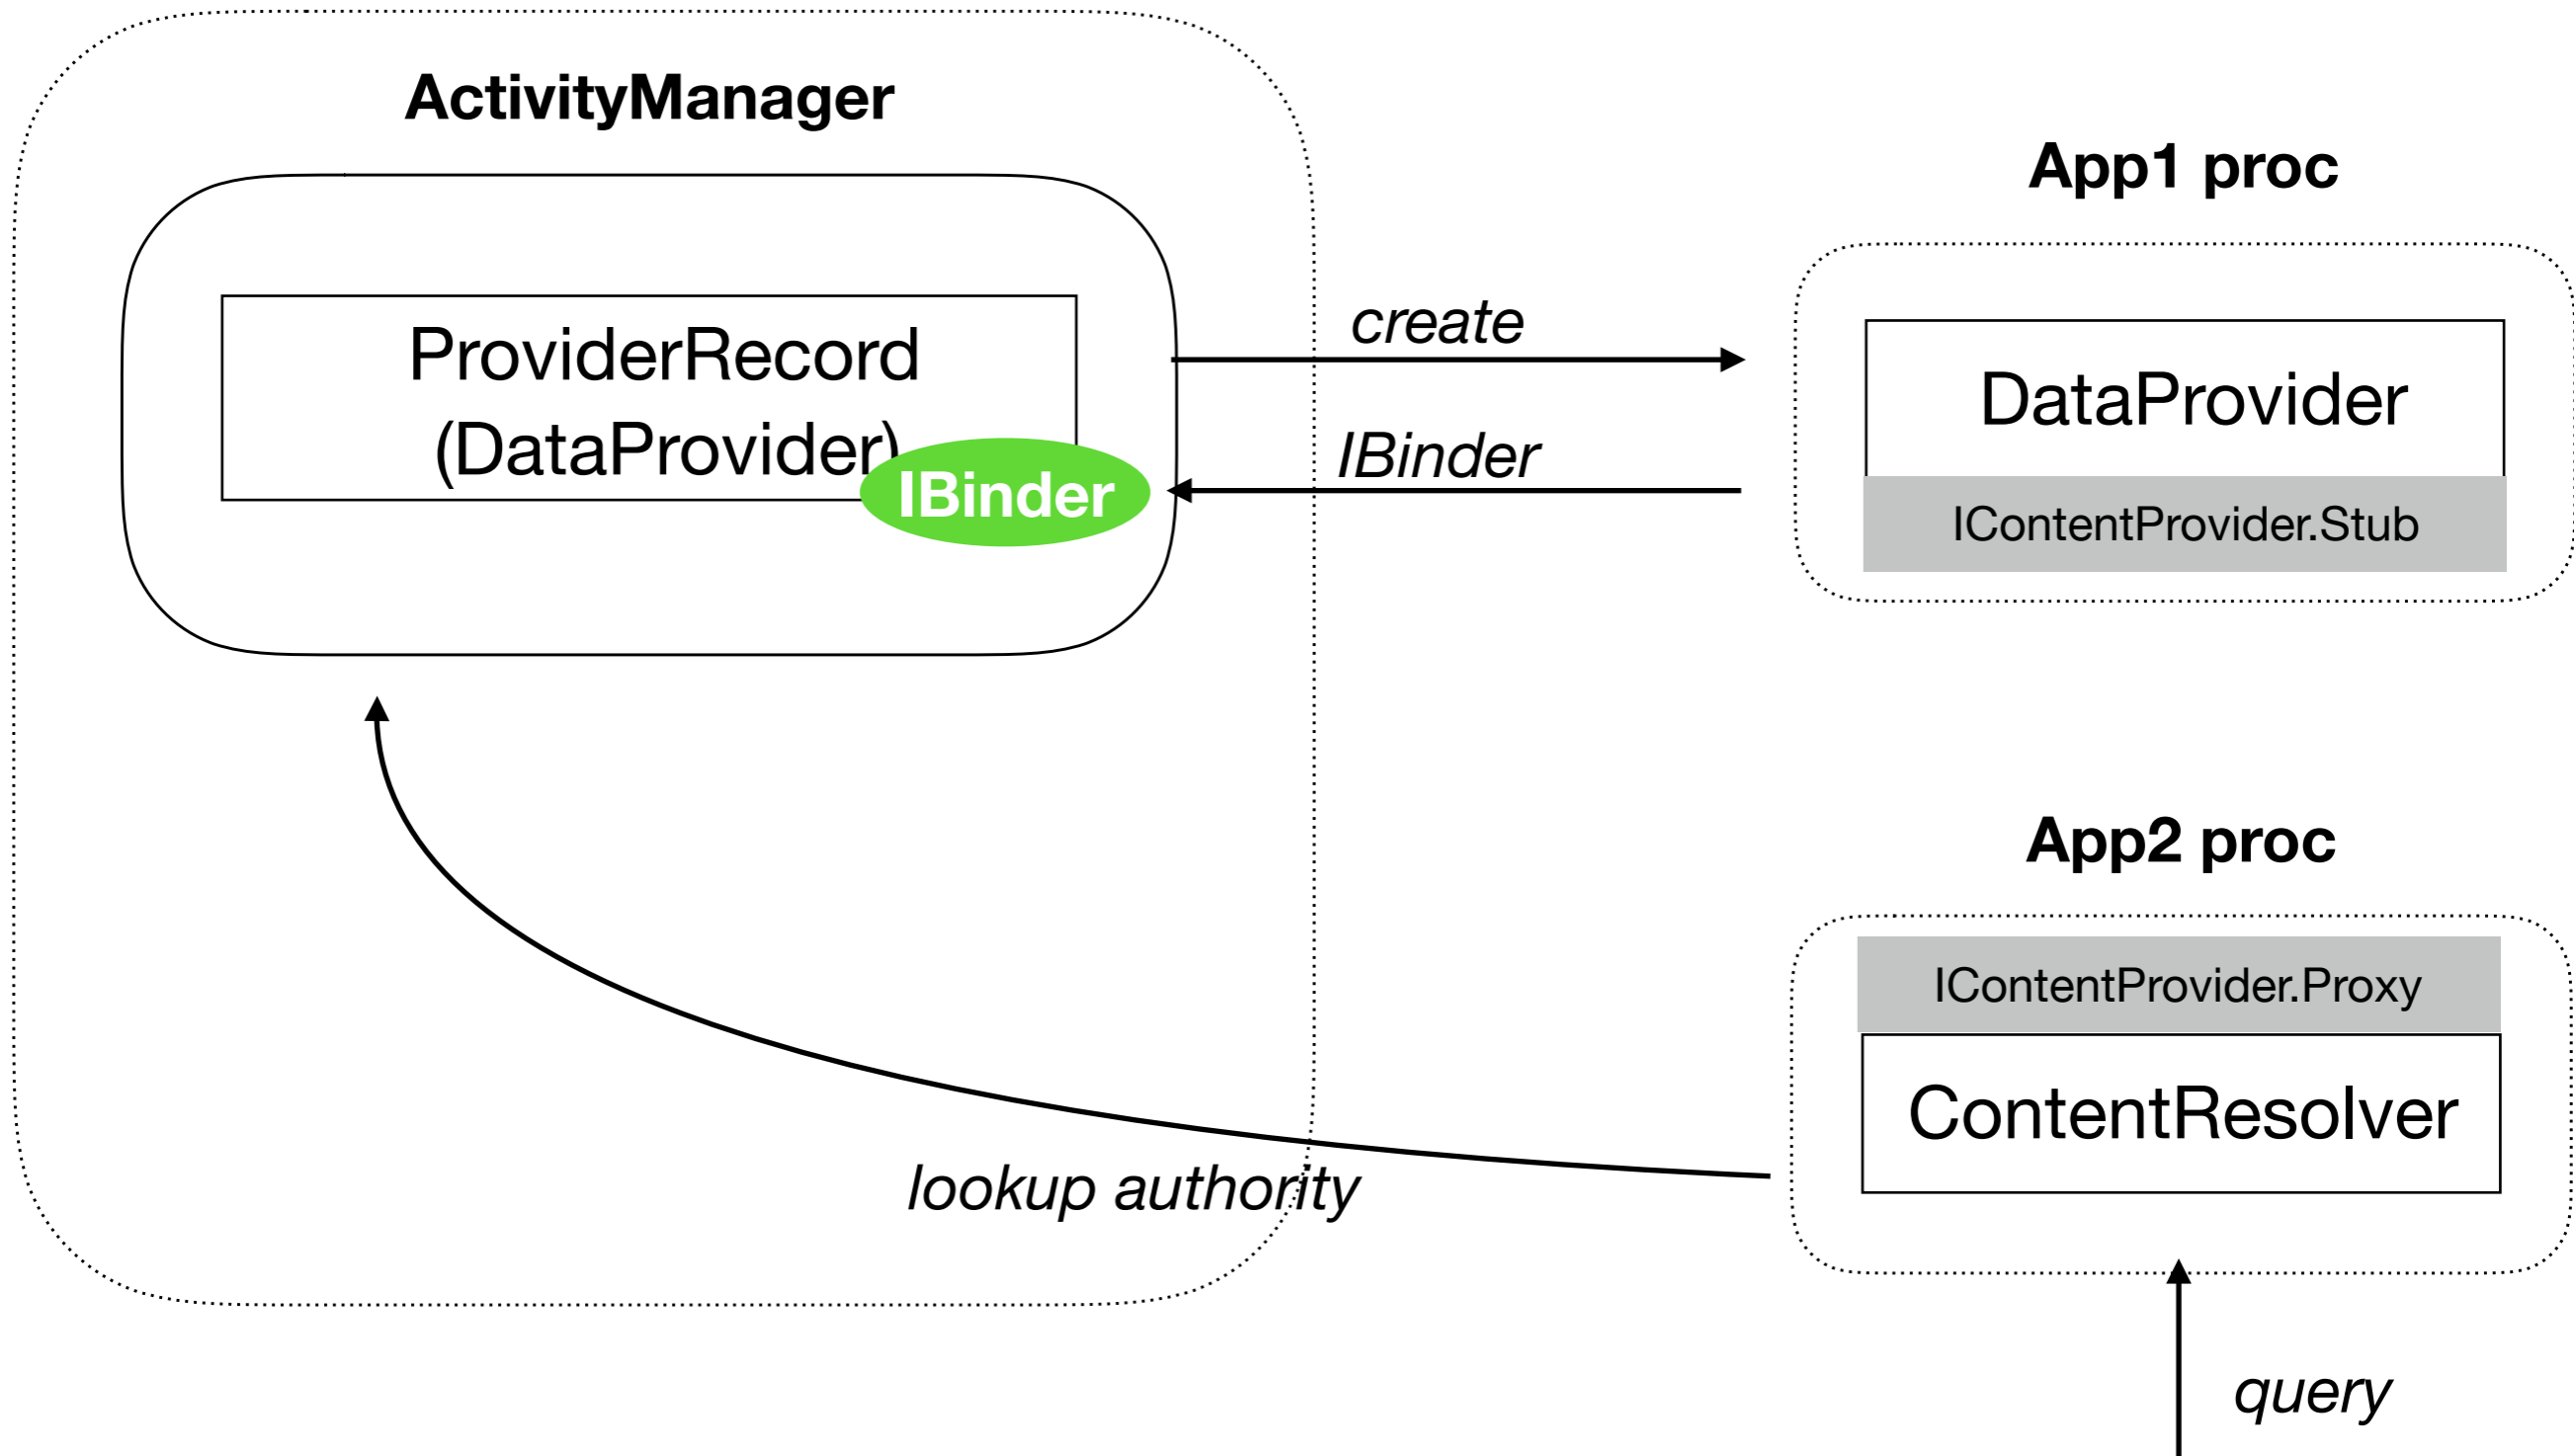 ActivityManager
ProviderRecord
(DataProvider)
IBinder
create
IBinder
App1 proc
DataProvider
IContentProvider.Stub
App2 proc
IContentProvider.Proxy
ContentResolver
lookup authority
query